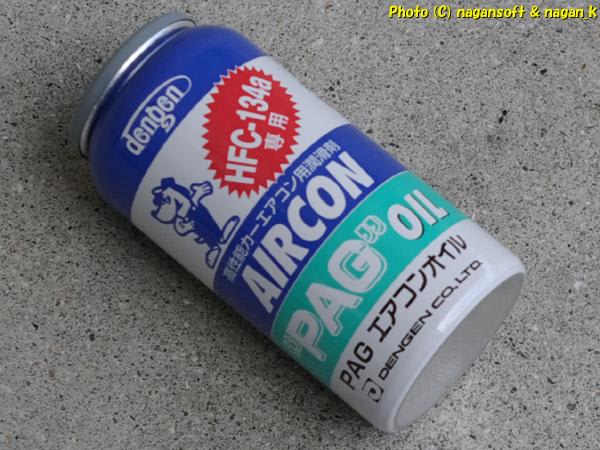 Photo (C) nagansoft & nagan_k
dengen
HFC-134a
専用
高性能カーエアコン用潤滑剤
AIRCON
PAG OIL
PAG エアコンオイル
DENGEN CO.,LTD.